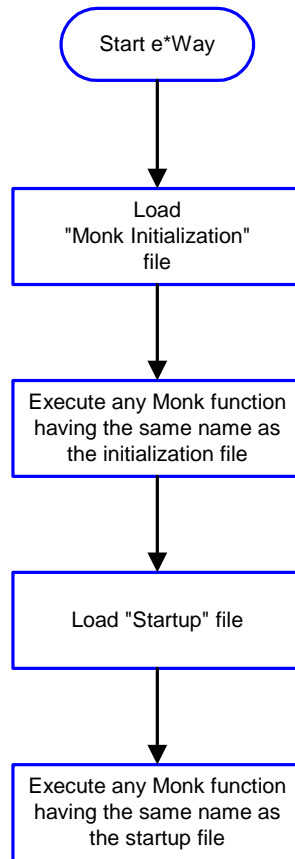 Start e*Way
Load
"Monk Initialization"
file
Execute any Monk function
having the same name as
the initialization file
Load "Startup" file
Execute any Monk function
having the same name as
the startup file